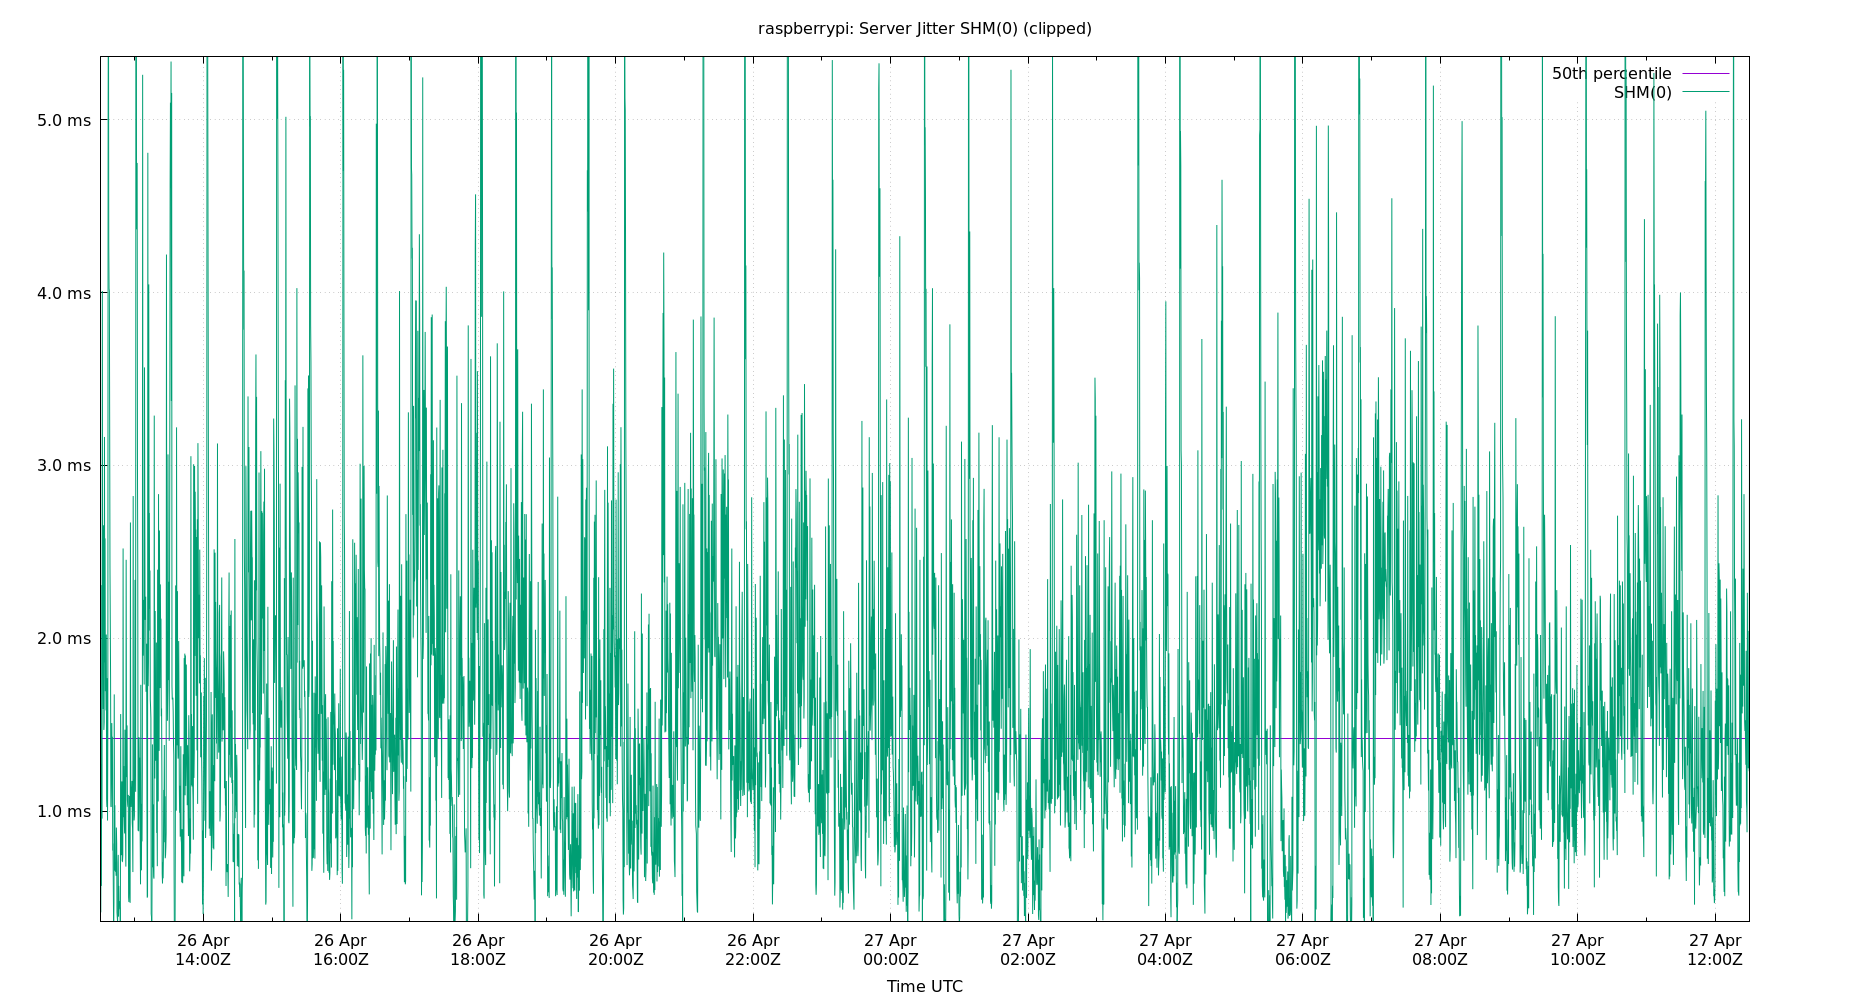 raspberrypi: Server Jitter SHM(0) (clipped)
50th percentile
SHM(0)
5.0 ms
4.0 ms
3.0 ms
2.0 ms
1.0 ms
26 Apr 26 Apr 26 Apr 26 Apr 26 Apr 27 Apr 27 Apr 27 Apr 27 Apr 27 Apr 27 Apr 27 Apr
14:00Z 16:00Z 18:00Z 20:00Z 22:00Z 00:00Z 02:00Z 04:00Z 06:00Z 08:00Z 10:00Z 12:00Z
Time UTC